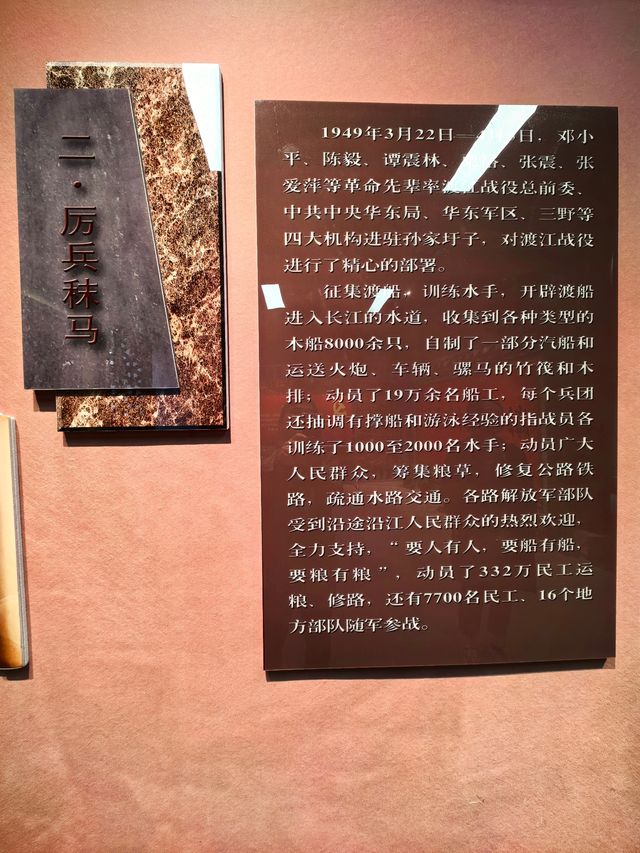 二·厉兵秣马
1949年3月22日—  日，邓小
平、陈毅、谭震林、  、张震、张
爱萍等革命先辈率渡江战役总前委、
中共中央华东局、华东军区、三野等
四大机构进驻孙家圩子，对渡江战役
进行了精心的部署。
征集渡船，训练水手，开辟渡船
进入长江的水道，收集到各种类型的
木船8000余只，自制了一部分汽船和
运送火炮、车辆、骡马的竹筏和木
排；动员了19万余名船工，每个兵团
还抽调有撑船和游泳经验的指战员各
训练了1000至2000名水手；动员广大
人民群众，筹集粮草，修复公路铁
路，疏通水路交通。各路解放军部队
受到沿途沿江人民群众的热烈欢迎，
全力支持，“要人有人，要船有船，
要粮有粮”，动员了332万民工运
粮、修路，还有7700名民工、16个地
方部队随军参战。